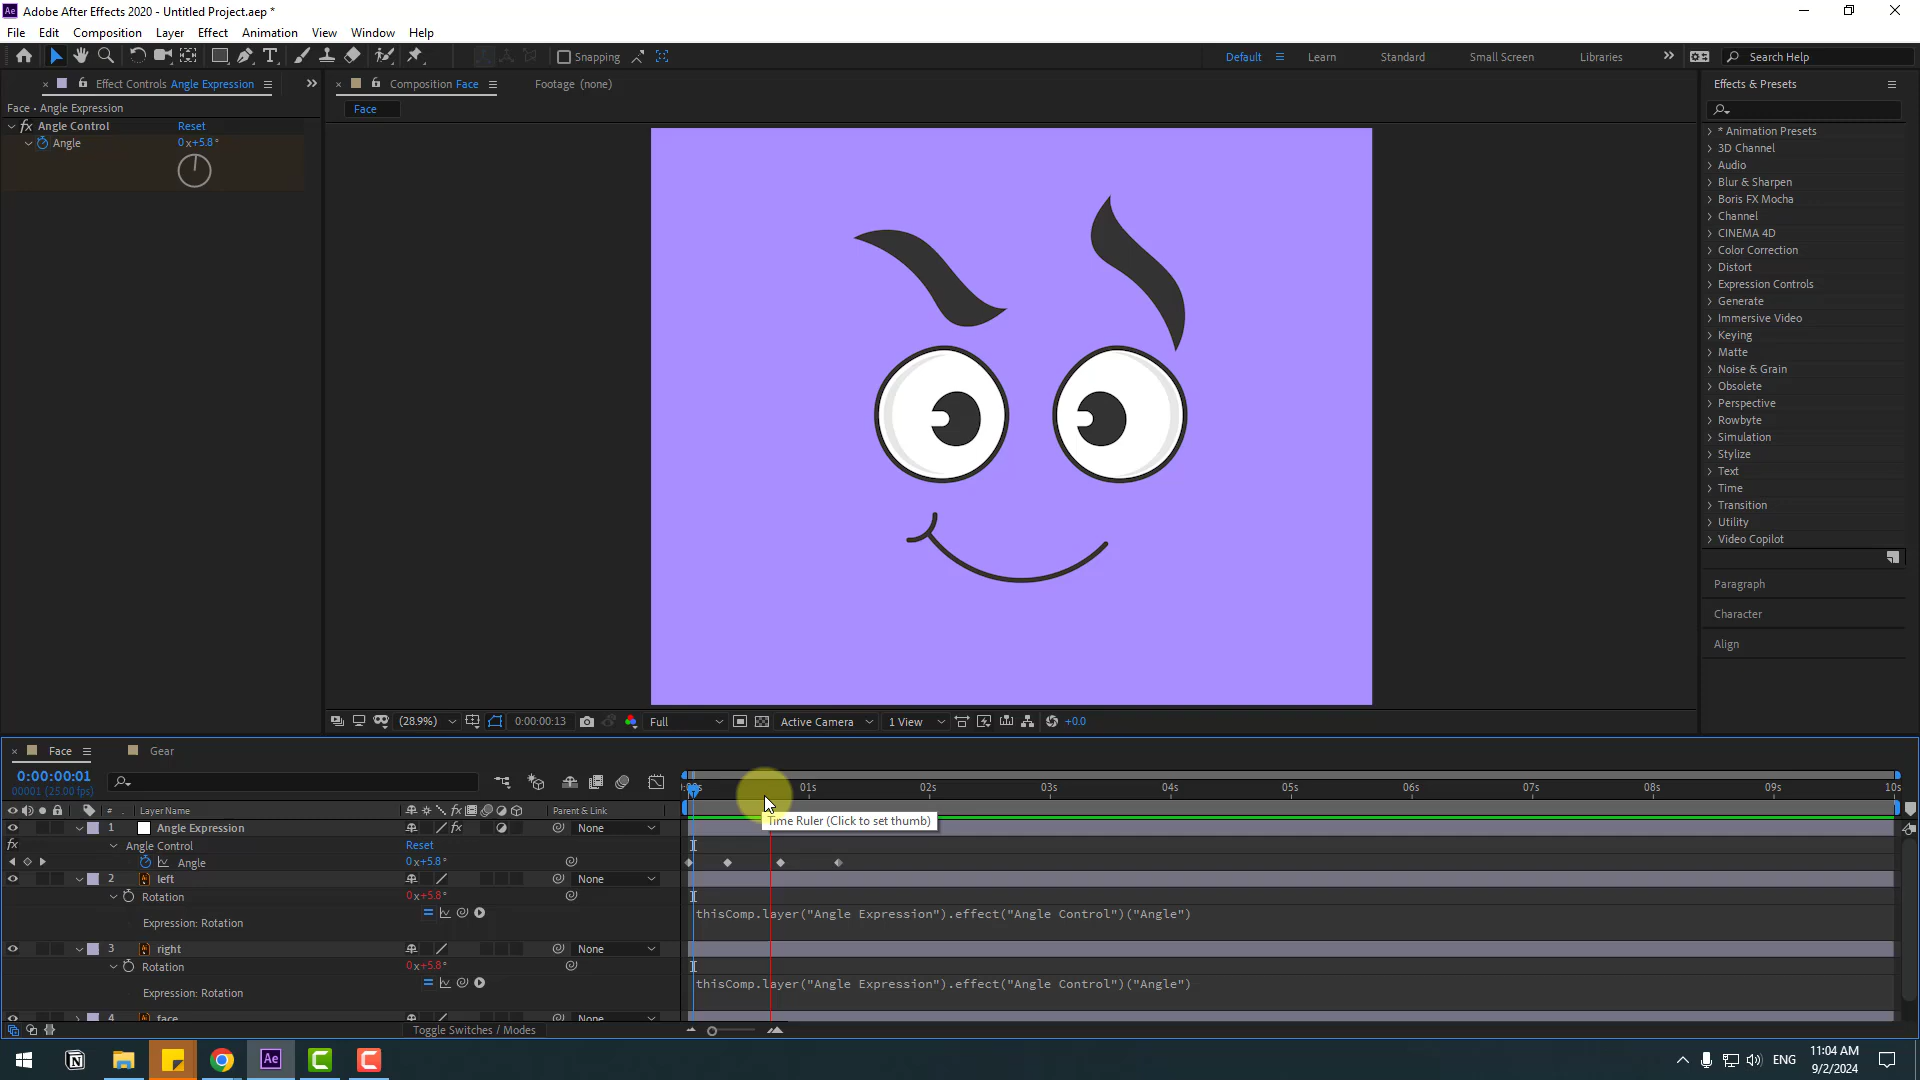 Ae Adobe After Effects 2020 - Untitled Project.aep *
File Edit Composition Layer Effect Animation View Window Help
Snapping Default Learn Standard Small Screen Libraries Search Help
Effect Controls Angle Expression
Composition Face
Footage (none)
Effects & Presets
Face • Angle Expression
fx Angle Control Reset
Angle 0x+5.8°
Face
* Animation Presets
3D Channel
Audio
Blur & Sharpen
Boris FX Mocha
Channel
CINEMA 4D
Color Correction
Distort
Expression Controls
Generate
Immersive Video
Keying
Matte
Noise & Grain
Obsolete
Perspective
Rowbyte
Simulation
Stylize
Text
Time
Transition
Utility
Video Copilot
Paragraph
Character
Align
(28.9%) 0:00:00:13 Full Active Camera 1 View +0.0
Face Gear
0:00:00:01
00001 (25.00 fps)
01s 02s 03s 04s 05s 06s 07s 08s 09s 10s
# Layer Name fx Parent & Link
1 Angle Expression fx None
Time Ruler (Click to set thumb)
fx Angle Control Reset
Angle 0x+5.8°
2 left None
Rotation 0x+5.8°
Expression: Rotation
thisComp.layer("Angle Expression").effect("Angle Control")("Angle")
3 right None
Rotation 0x+5.8°
Expression: Rotation
thisComp.layer("Angle Expression").effect("Angle Control")("Angle")
4 face None
Toggle Switches / Modes
Ae
ENG
11:04 AM
9/2/2024